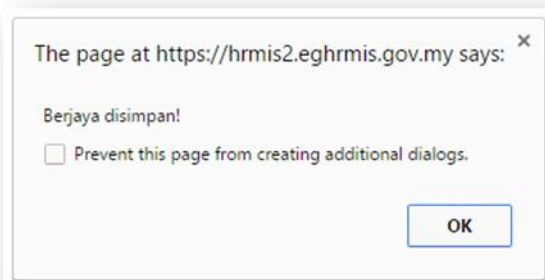 The page at https://hrmis2.eghrmis.gov.my says:
Berjaya disimpan!
Prevent this page from creating additional dialogs.
OK